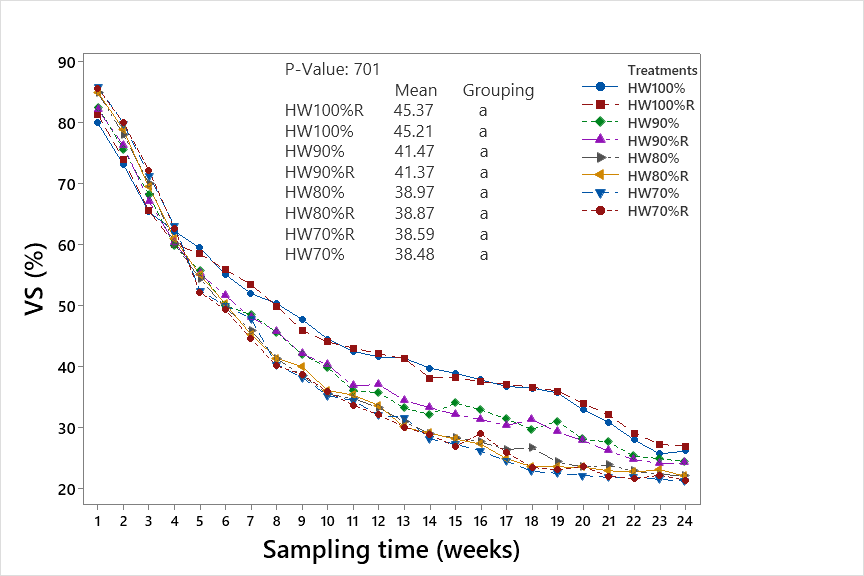 P-Value: 701
Mean Grouping
HW100%R 45.37 a
HW100% 45.21 a
HW90% 41.47 a
HW90%R 41.37 a
HW80% 38.97 a
HW80%R 38.87 a
HW70%R 38.59 a
HW70% 38.48 a
Treatments
HW100%
HW100%R
HW90%
HW90%R
HW80%
HW80%R
HW70%
HW70%R
VS (%)
90
80
70
60
50
40
30
20
1 2 3 4 5 6 7 8 9 10 11 12 13 14 15 16 17 18 19 20 21 22 23 24
Sampling time (weeks)